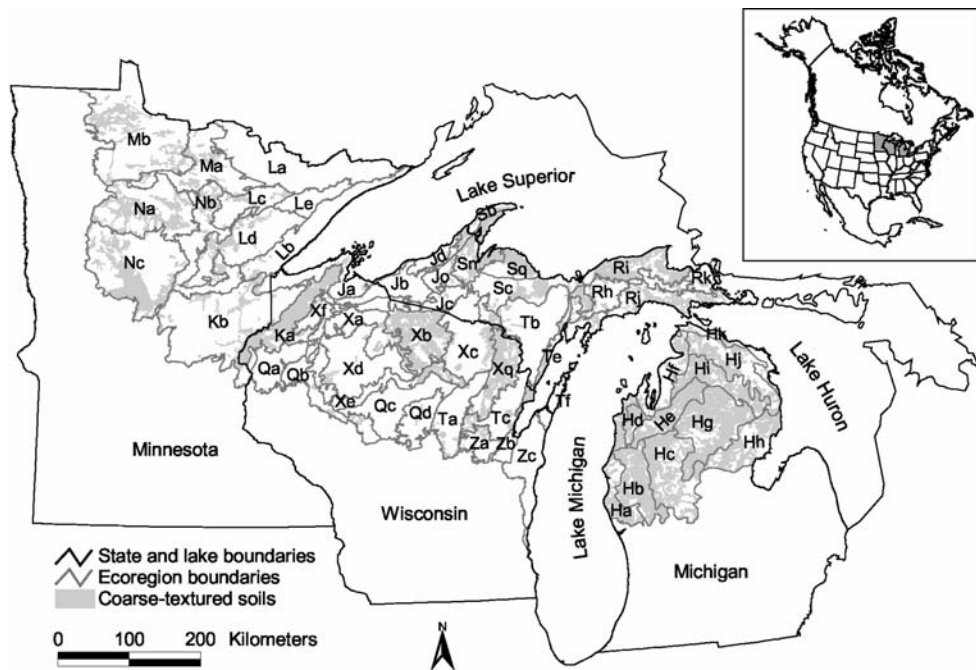 Mb
Ma
La
Na
Nb
Lc
Le
Ld
Nc
Lb
Kb
Lake Superior
Sb
Jd
Sn
Sq
Ri
Rk
Ja
Jb
Jo
Sc
Rh
Rj
Xf
Jc
Ka
Xa
Xb
Tb
Hk
Xc
Te
Qa
Qb
Xd
Xq
Hf
Hi
Hj
Lake Huron
Xe
Qc
Qd
Ta
Tc
Tf
Hd
He
Hg
Za
Zb
Zc
Hc
Hh
Hb
Ha
Minnesota
Wisconsin
Lake Michigan
Michigan
State and lake boundaries
Ecoregion boundaries
Coarse-textured soils
0 100 200 Kilometers
N